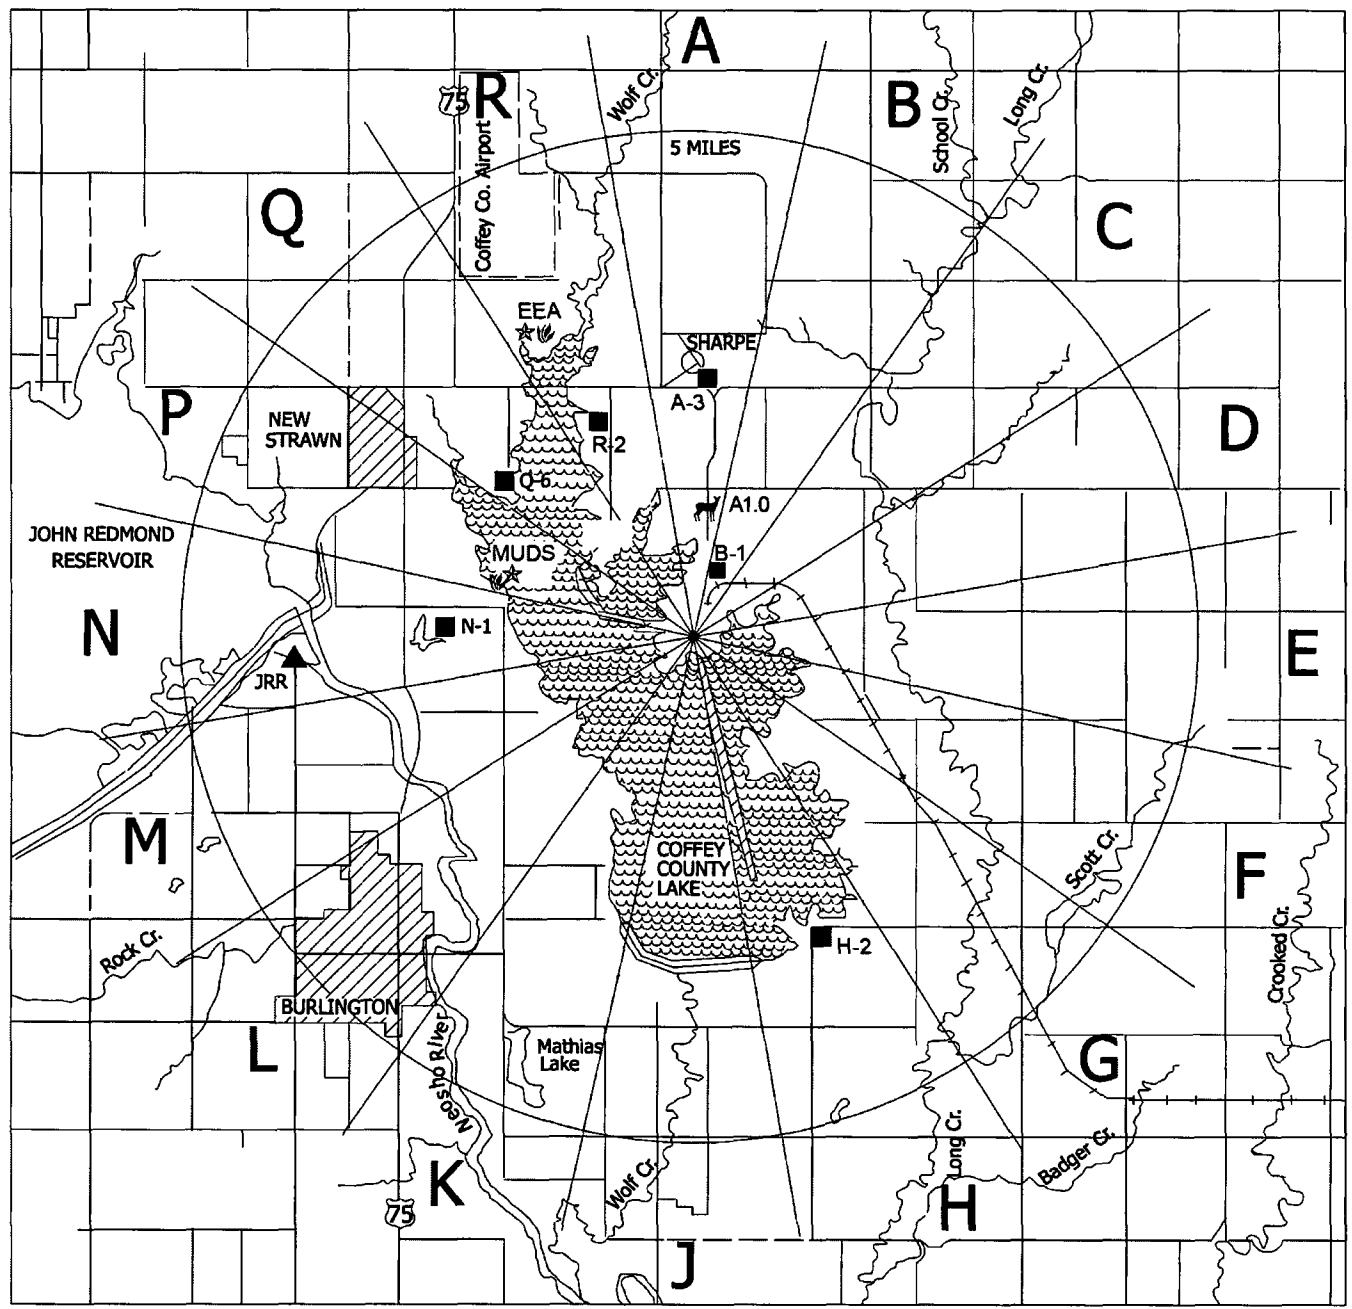 A
R
75
B
Wolf Cr.
School Cr.
Long Cr.
5 MILES
Coffey Co. Airport
Q
C
EEA
SHARPE
A-3
P
NEW
STRAWN
D
R-2
Q-6
A1.0
JOHN REDMOND
RESERVOIR
MUDS
B-1
N
N-1
E
JRR
M
COFFEY
COUNTY
LAKE
Scott Cr.
F
Rock Cr.
H-2
Crooked Cr.
BURLINGTON
L
Neosho River
Mathias
Lake
G
Long Cr.
Badger Cr.
K
Wolf Cr.
H
75
J